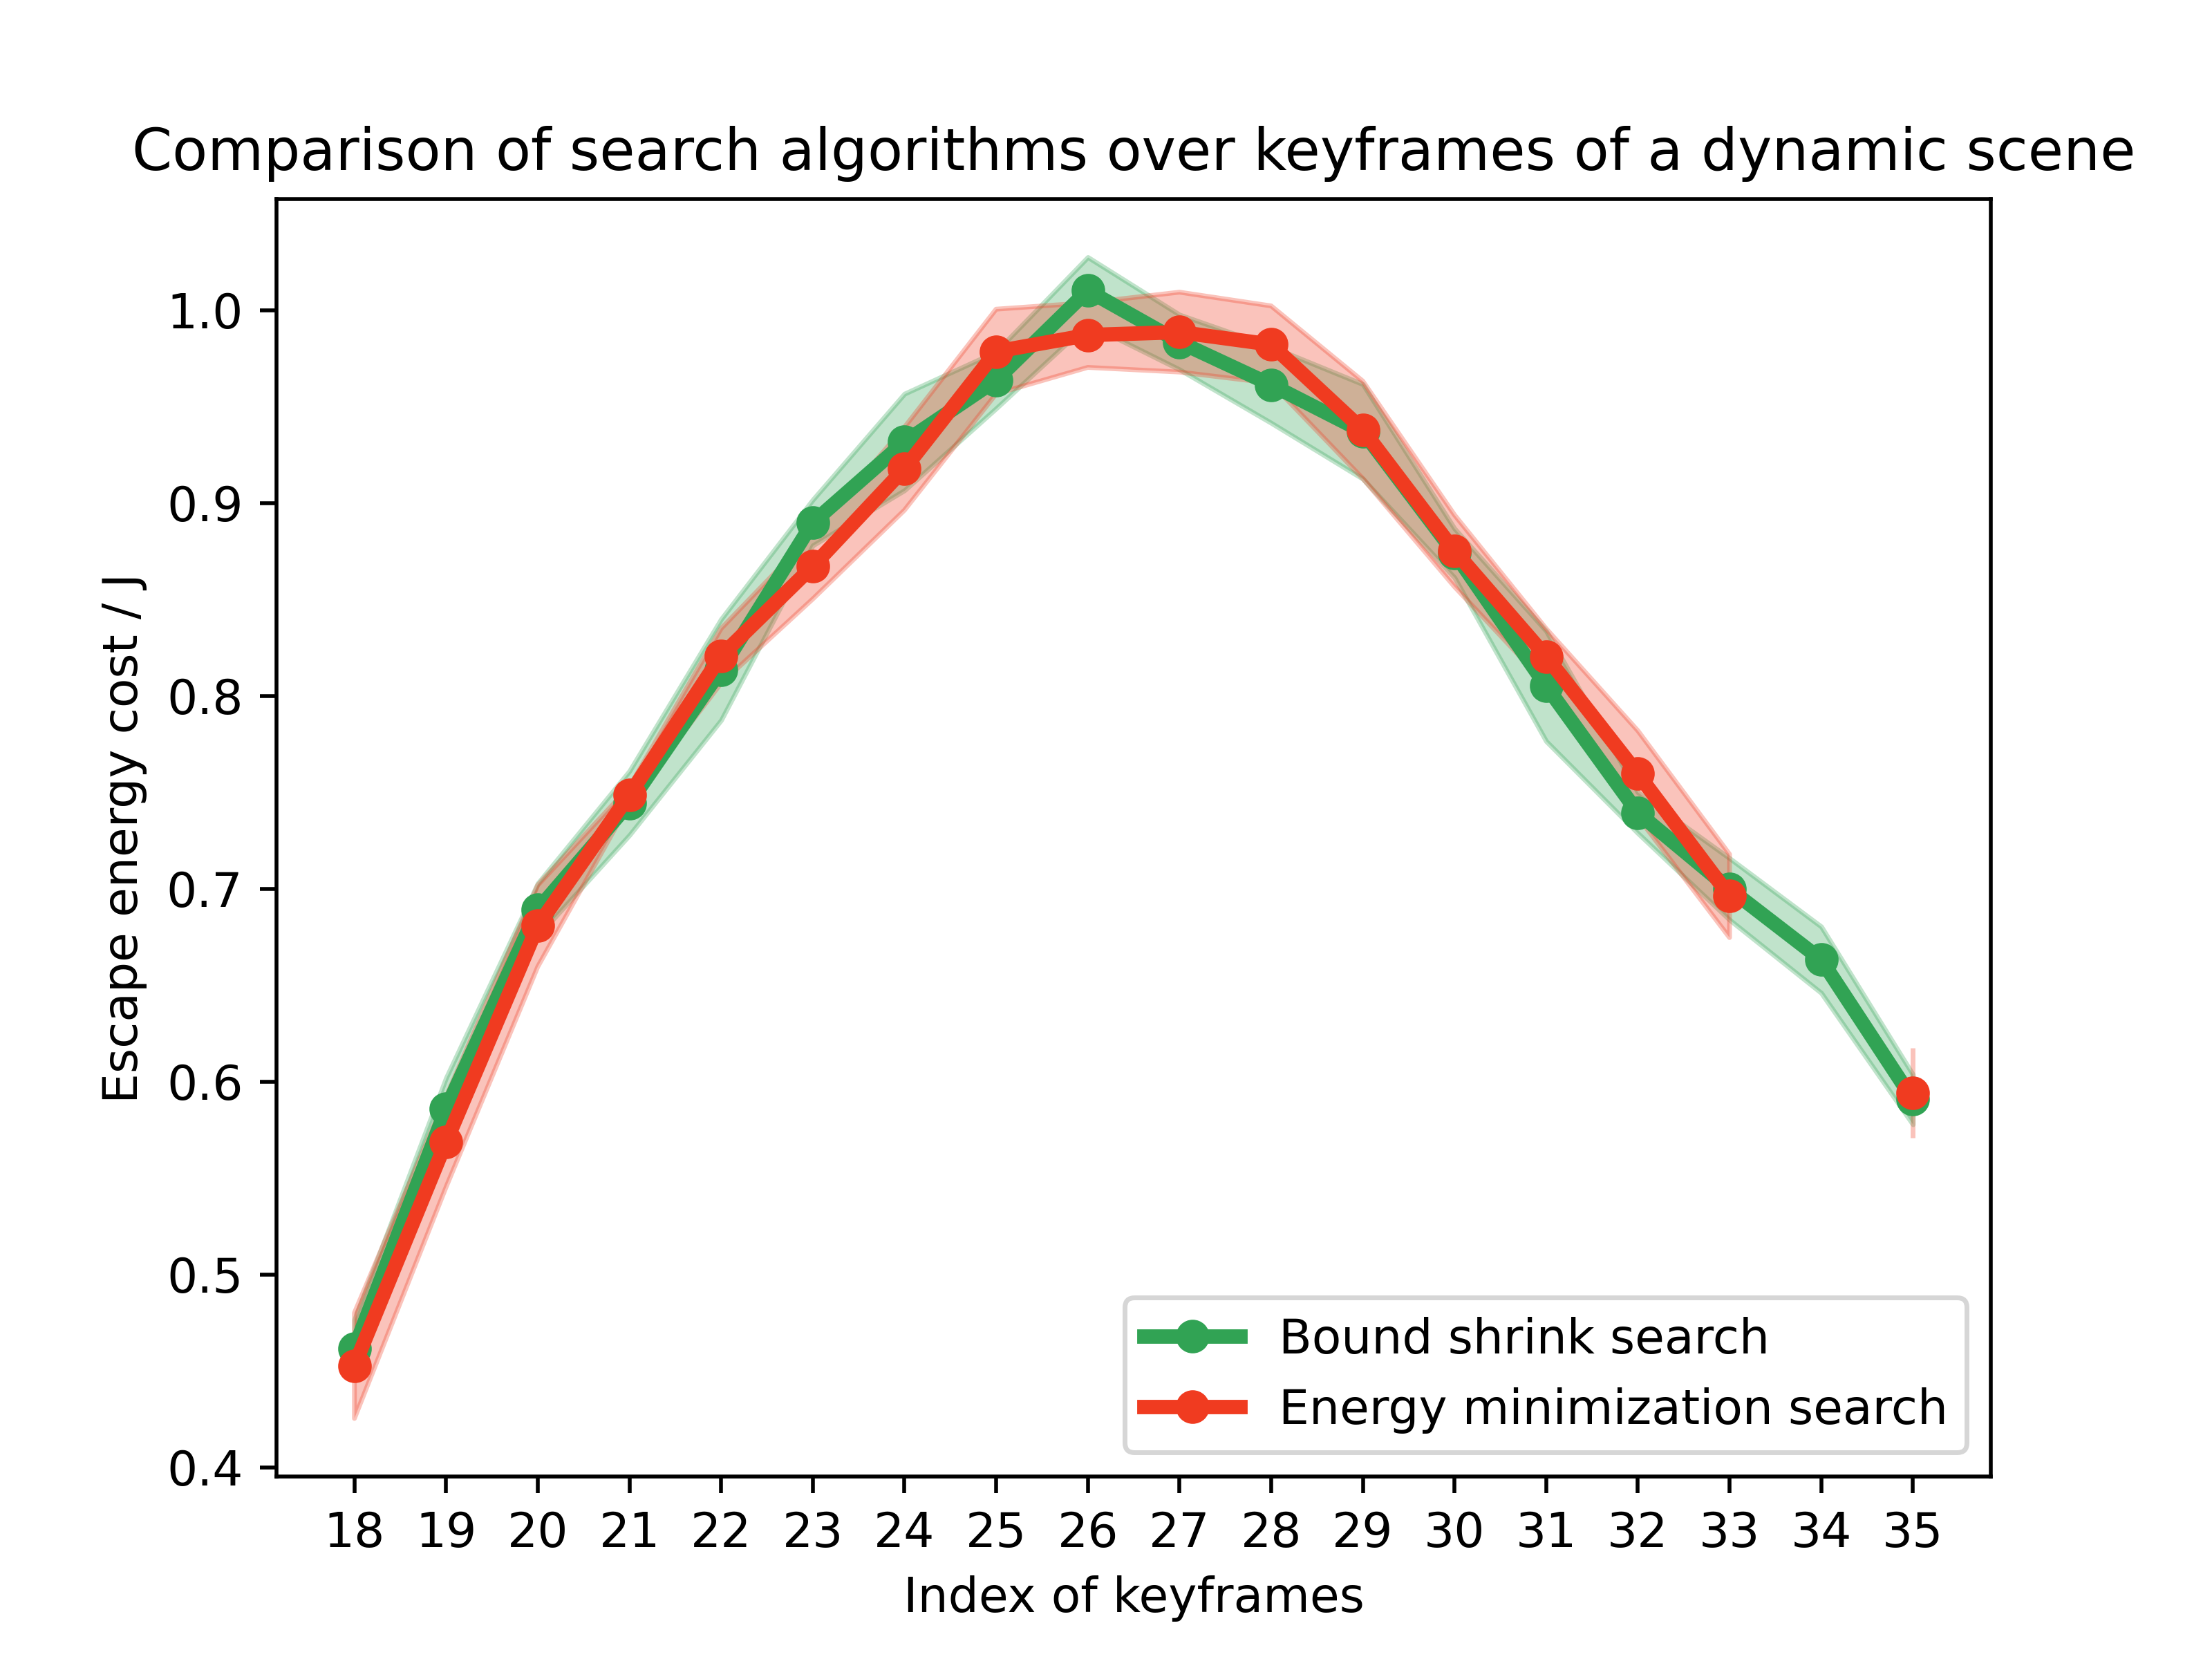 Comparison of search algorithms over keyframes of a dynamic scene
Escape energy cost / J
1.0
0.9
0.8
0.7
0.6
0.5
0.4
Bound shrink search
Energy minimization search
18 19 20 21 22 23 24 25 26 27 28 29 30 31 32 33 34 35
Index of keyframes